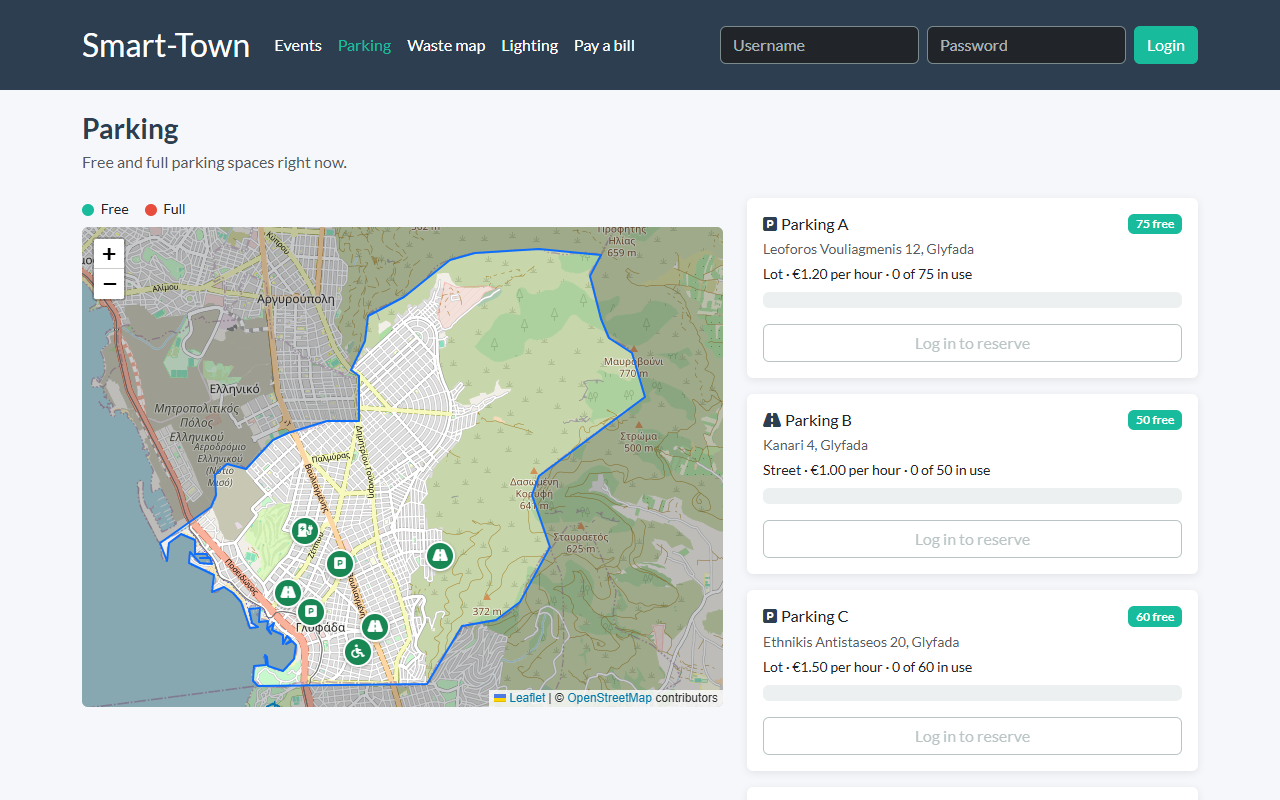 Smart-Town
Events
Parking
Waste map
Lighting
Pay a bill
Username
Password
Login
Parking
Free and full parking spaces right now.
Free
Full
+
−
Κύπρου
Προφήτης
Ηλίας
659 m
Αλίμου
Αργυρούπολη
Ελληνικό
Μητροπολιτικός
Πόλος
Ελληνικού
Αεροδρόμιο
Ελληνικού
(Νότιο
Μισό)
Μαυροβούνι
770 m
Στρώμα
500 m
Δημητρίου Γούναρη
Παλμύρας
Βουλιαγμένης
Δασωμένη
Κορυφή
641 m
Σταυραετός
625 m
Ζέππου
Ποσειδώνος
Βουλιαγμένης
372 m
Γλυφάδα
Leaflet | © OpenStreetMap contributors
Parking A
75 free
Leoforos Vouliagmenis 12, Glyfada
Lot · €1.20 per hour · 0 of 75 in use
Log in to reserve
Parking B
50 free
Kanari 4, Glyfada
Street · €1.00 per hour · 0 of 50 in use
Log in to reserve
Parking C
60 free
Ethnikis Antistaseos 20, Glyfada
Lot · €1.50 per hour · 0 of 60 in use
Log in to reserve